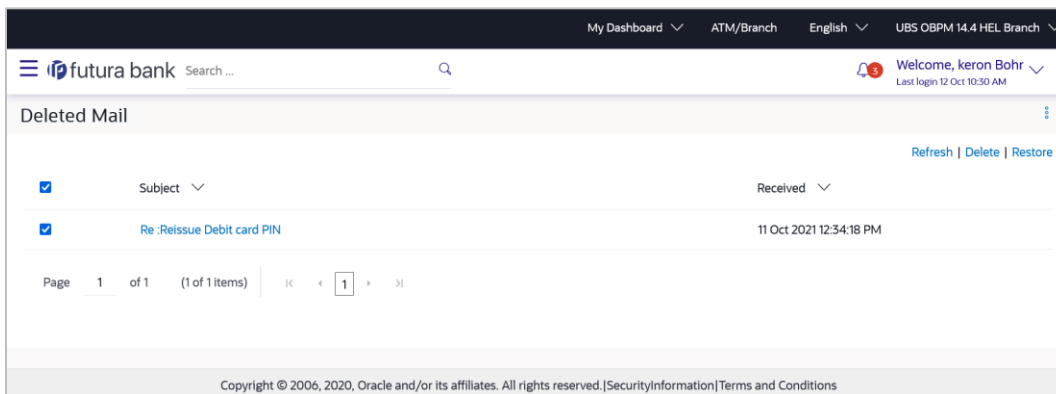 My Dashboard ATM/Branch English UBS OBPM 14.4 HEL Branch
futura bank Search ... 3 Welcome, keron Bohr
Last login 12 Oct 10:30 AM
Deleted Mail
Refresh | Delete | Restore
Subject Received
Re :Reissue Debit card PIN 11 Oct 2021 12:34:18 PM
Page 1 of 1 (1 of 1 items) 1
Copyright © 2006, 2020, Oracle and/or its affiliates. All rights reserved.|SecurityInformation|Terms and Conditions